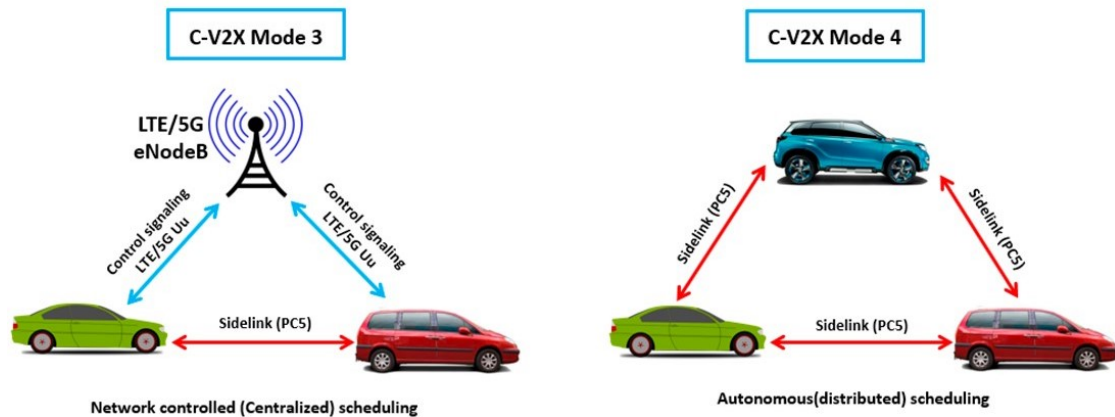 C-V2X Mode 3
LTE/5G
eNodeB
Control signaling
LTE/5G Uu
Control signaling
LTE/5G Uu
Sidelink (PC5)
Network controlled (Centralized) scheduling
C-V2X Mode 4
Sidelink (PC5)
Sidelink (PC5)
Sidelink (PC5)
Autonomous(distributed) scheduling